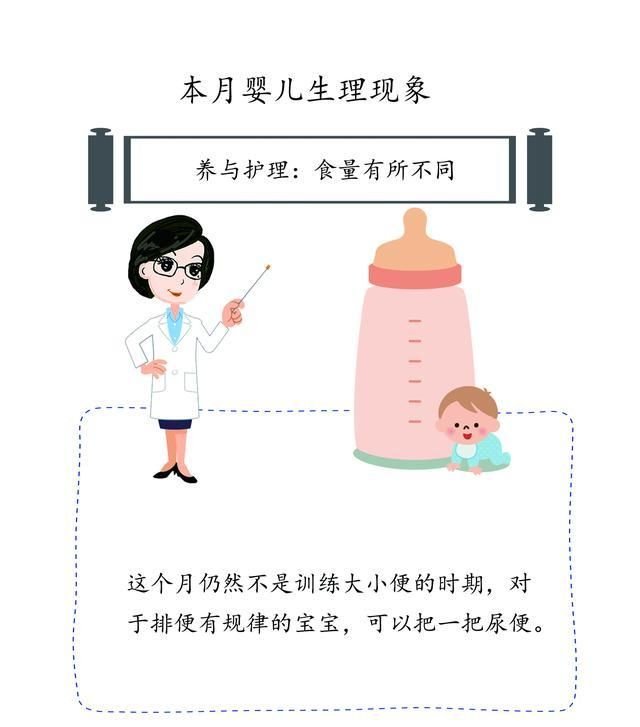 本月婴儿生理现象
养与护理：食量有所不同
这个月仍然不是训练大小便的时期，对
于排便有规律的宝宝，可以把一把尿便。